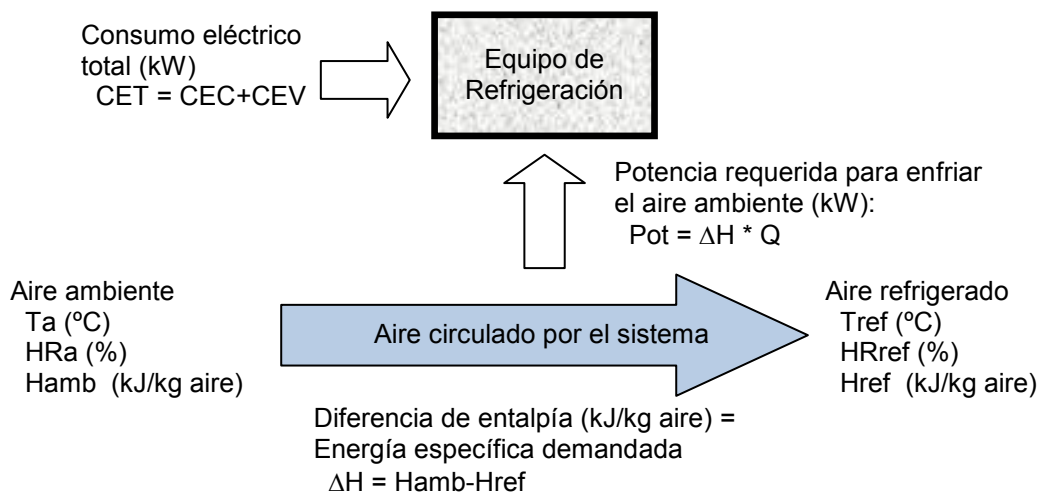 Consumo eléctrico
total (kW)
CET = CEC+CEV
Equipo de
Refrigeración
Potencia requerida para enfriar
el aire ambiente (kW):
Pot = ΔH * Q
Aire ambiente
Ta (ºC)
HRa (%)
Hamb (kJ/kg aire)
Aire circulado por el sistema
Aire refrigerado
Tref (ºC)
HRref (%)
Href (kJ/kg aire)
Diferencia de entalpía (kJ/kg aire) =
Energía específica demandada
ΔH = Hamb-Href